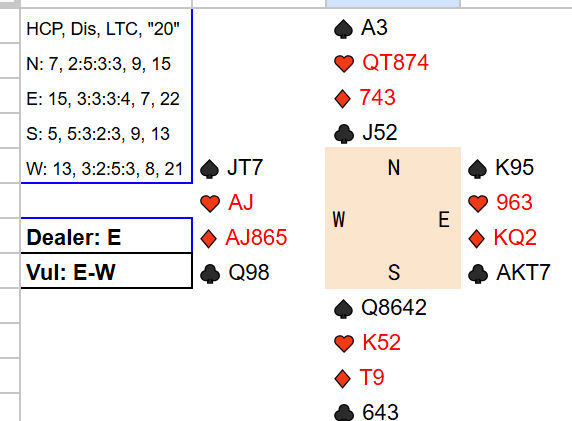 HCP, Dis, LTC, "20"
N: 7, 2:5:3:3, 9, 15
E: 15, 3:3:3:4, 7, 22
S: 5, 5:3:2:3, 9, 13
W: 13, 3:2:5:3, 8, 21
Dealer: E
Vul: E-W
♠ A3
♥ QT874
♦ 743
♣ J52
♠ JT7
♥ AJ
♦ AJ865
♣ Q98
N
W E
S
♠ K95
♥ 963
♦ KQ2
♣ AKT7
♠ Q8642
♥ K52
♦ T9
♣ 643